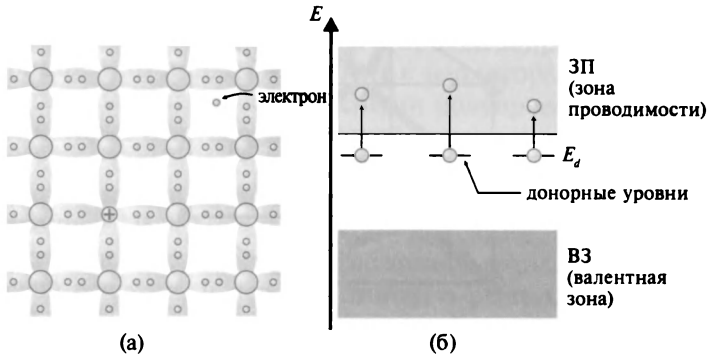 E
ЗП
(зона
проводимости)
электрон
E_d
донорные уровни
ВЗ
(валентная
зона)
(а)
(б)